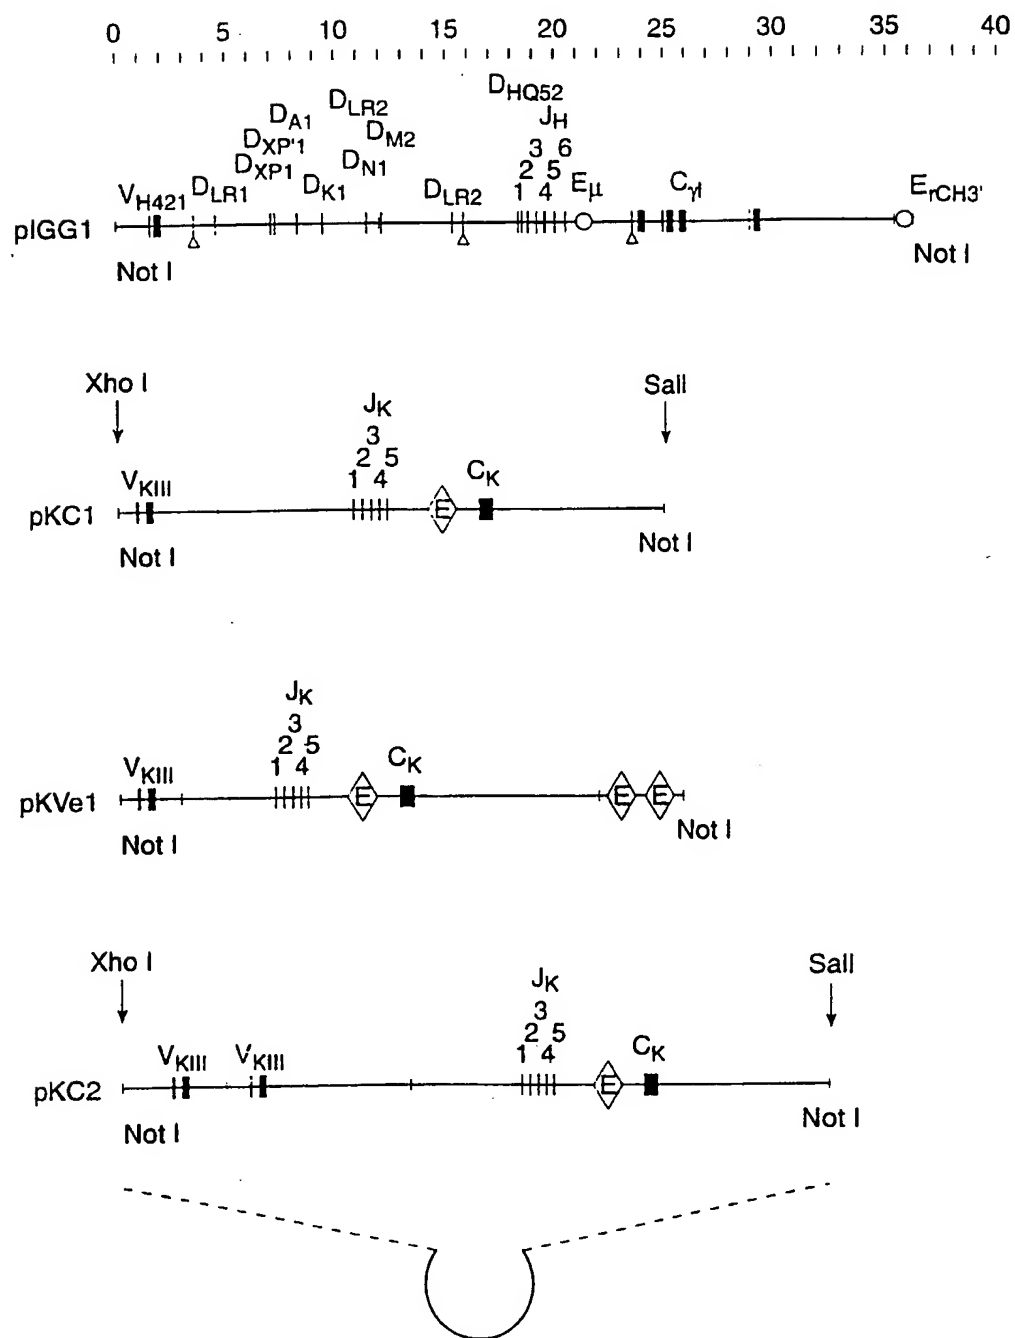 0 5 10 15 20 25 30 35 40
DHQ52
DLR2
DA1 JH
DM2
DXP'1 3 6
DXP1 DN1 2 5
VH421 DLR1 DK1 DLR2 1 4 Eμ CγI ErCH3'
pIGG1
Not I Not I
Xho I SalI
JK
3
2 5
VKIII 1 4 CK
E
pKC1
Not I Not I
JK
3
2 5
VKIII 1 4 CK
E E E
pKVe1
Not I Not I
Xho I SalI
JK
3
2 5
VKIII VKIII 1 4 CK
E
pKC2
Not I Not I